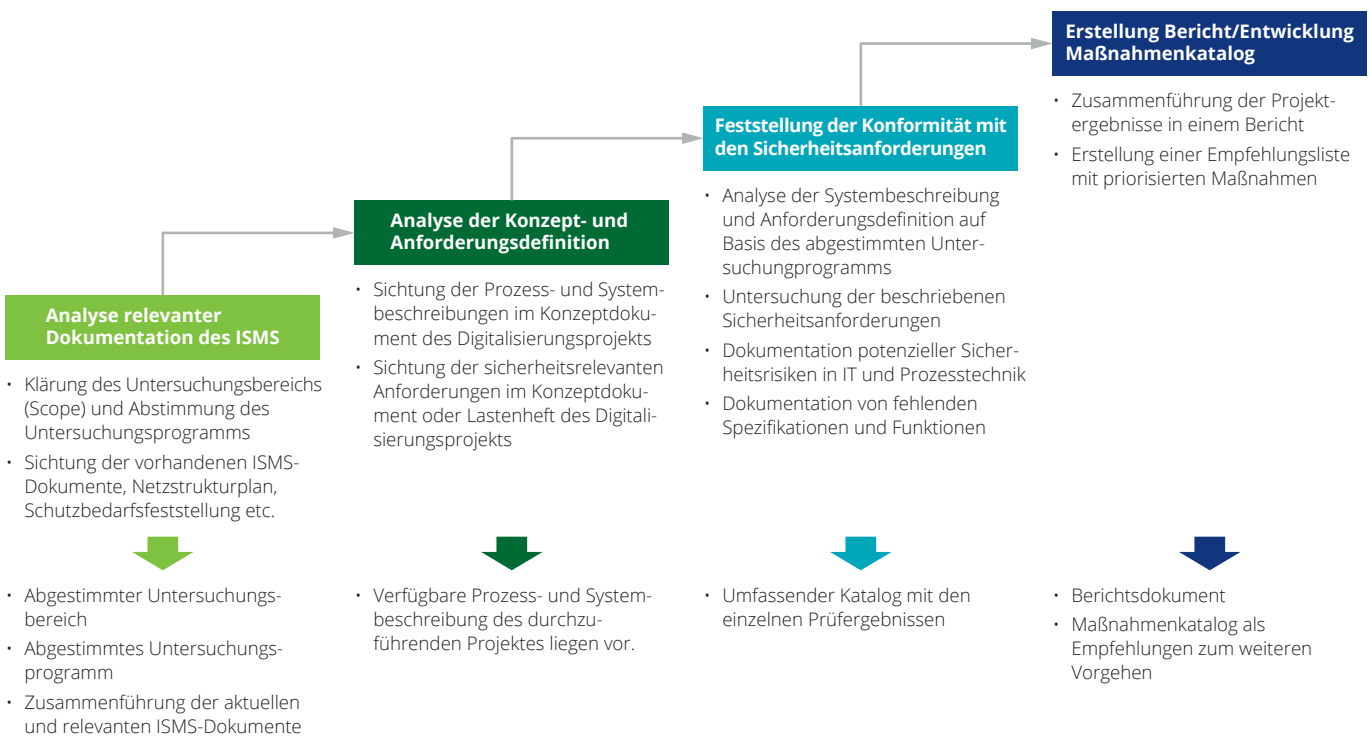 Analyse relevanter
Dokumentation des ISMS
• Klärung des Untersuchungsbereichs
(Scope) und Abstimmung des
Untersuchungsprogramms
• Sichtung der vorhandenen ISMS-
Dokumente, Netzstrukturplan,
Schutzbedarfsfeststellung etc.
• Abgestimmter Untersuchungs-
bereich
• Abgestimmtes Untersuchungs-
programm
• Zusammenführung der aktuellen
und relevanten ISMS-Dokumente
Analyse der Konzept- und
Anforderungsdefinition
• Sichtung der Prozess- und System-
beschreibungen im Konzeptdoku-
ment des Digitalisierungsprojekts
• Sichtung der sicherheitsrelevanten
Anforderungen im Konzeptdoku-
ment oder Lastenheft des Digitali-
sierungsprojekts
• Verfügbare Prozess- und System-
beschreibung des durchzu-
führenden Projektes liegen vor.
Feststellung der Konformität mit
den Sicherheitsanforderungen
• Analyse der Systembeschreibung
und Anforderungsdefinition auf
Basis des abgestimmten Unter-
suchungprogramms
• Untersuchung der beschriebenen
Sicherheitsanforderungen
• Dokumentation potenzieller Sicher-
heitsrisiken in IT und Prozesstechnik
• Dokumentation von fehlenden
Spezifikationen und Funktionen
• Umfassender Katalog mit den
einzelnen Prüfergebnissen
Erstellung Bericht/Entwicklung
Maßnahmenkatalog
• Zusammenführung der Projekt-
ergebnisse in einem Bericht
• Erstellung einer Empfehlungsliste
mit priorisierten Maßnahmen
• Berichtsdokument
• Maßnahmenkatalog als
Empfehlungen zum weiteren
Vorgehen